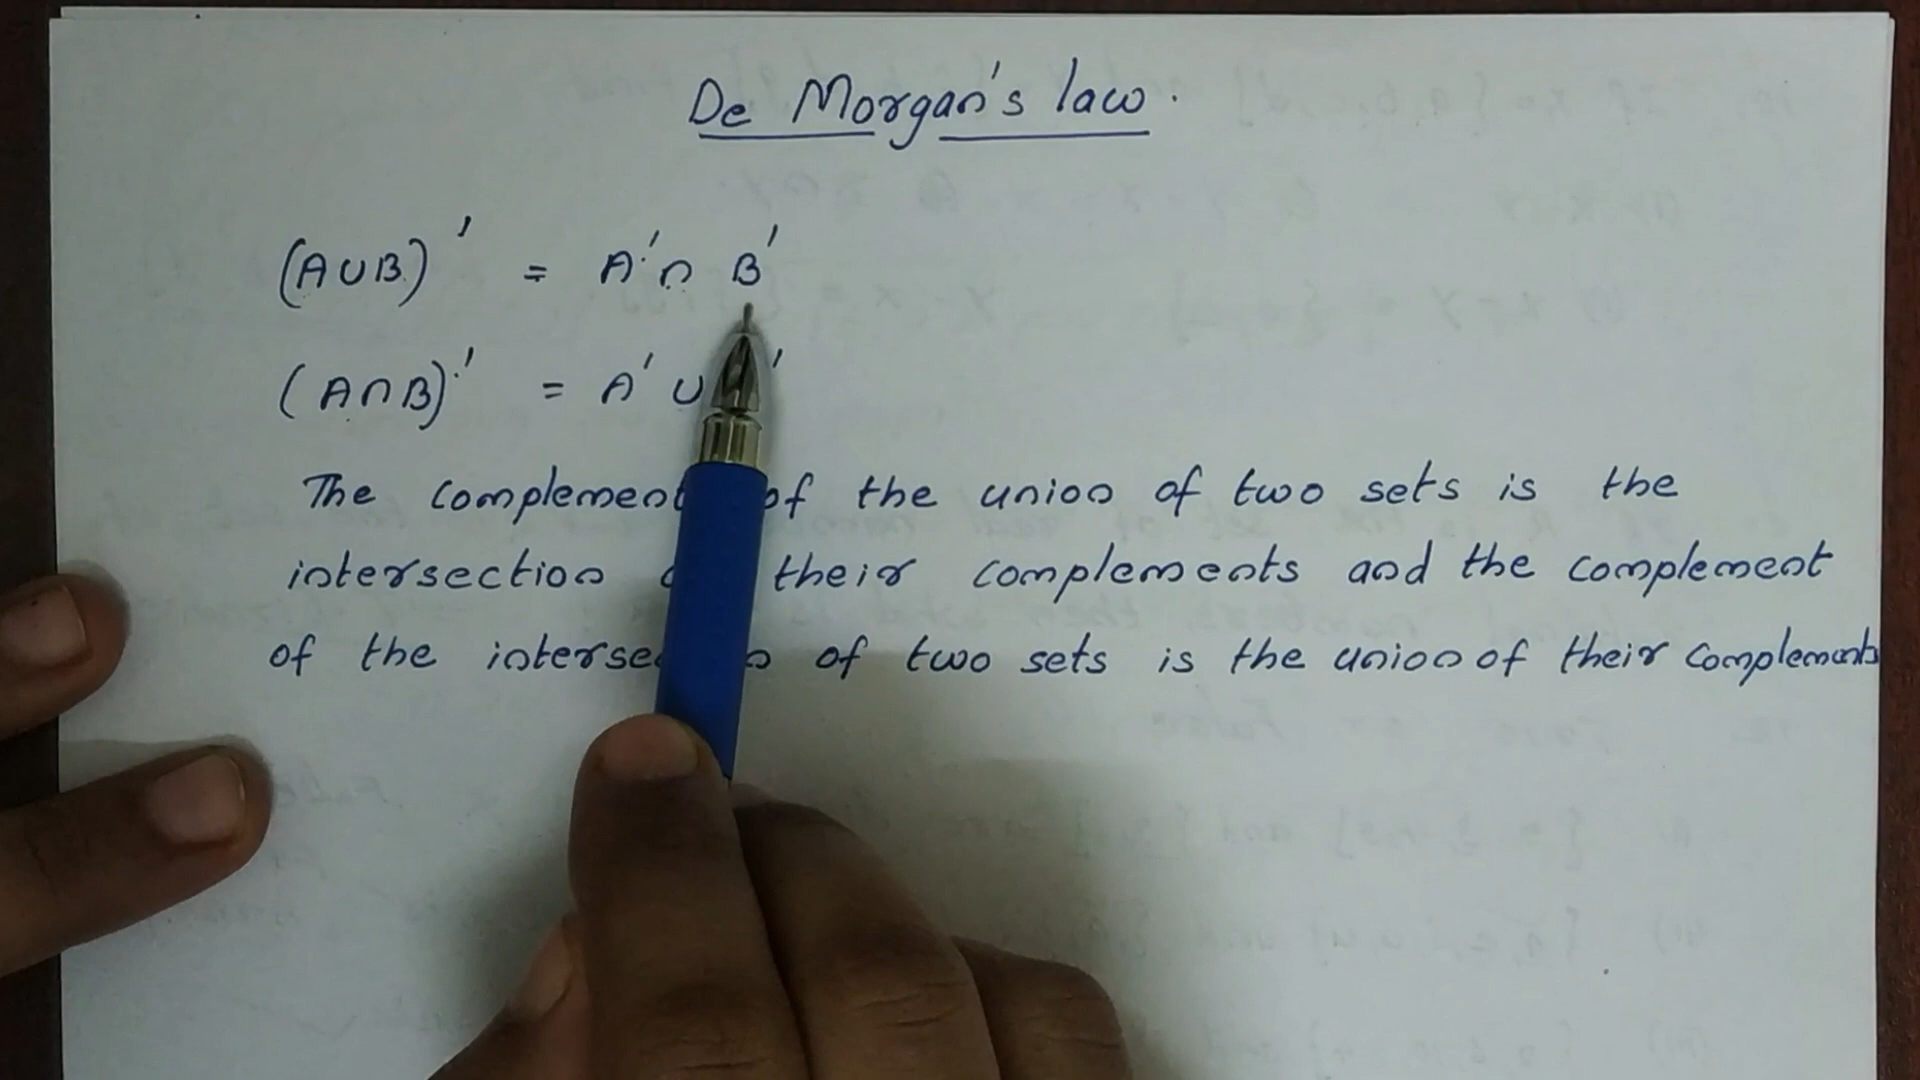 De Morgan's law.
(A∪B)' = A'∩ B'
(A∩B)' = A' ∪ '
The complement of the union of two sets is the
intersection their complements and the complement
of the of two sets is the union of their complements